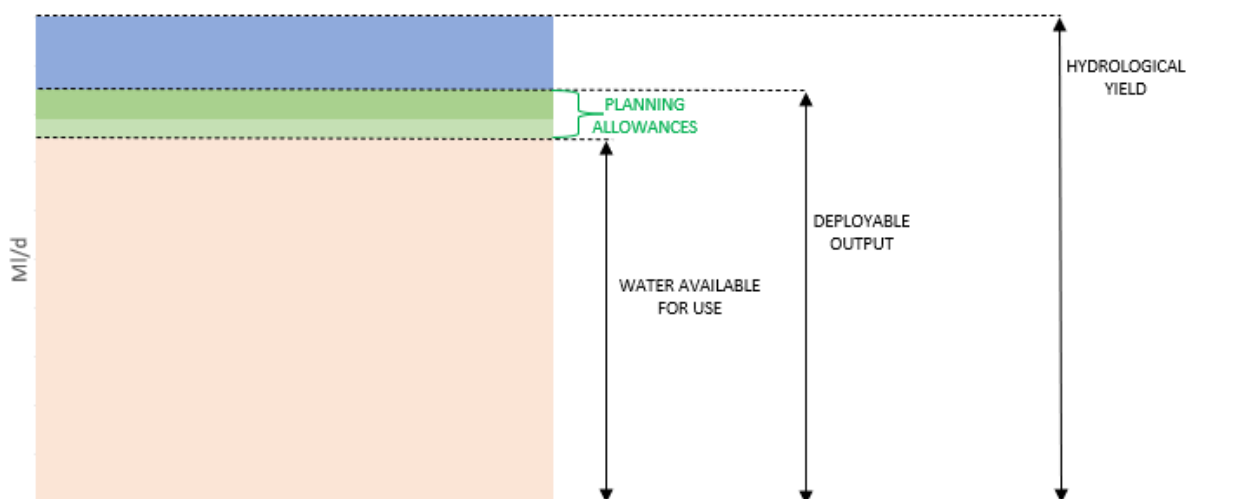 HYDROLOGICAL
YIELD
PLANNING
ALLOWANCES
DEPLOYABLE
OUTPUT
Ml/d
WATER AVAILABLE
FOR USE